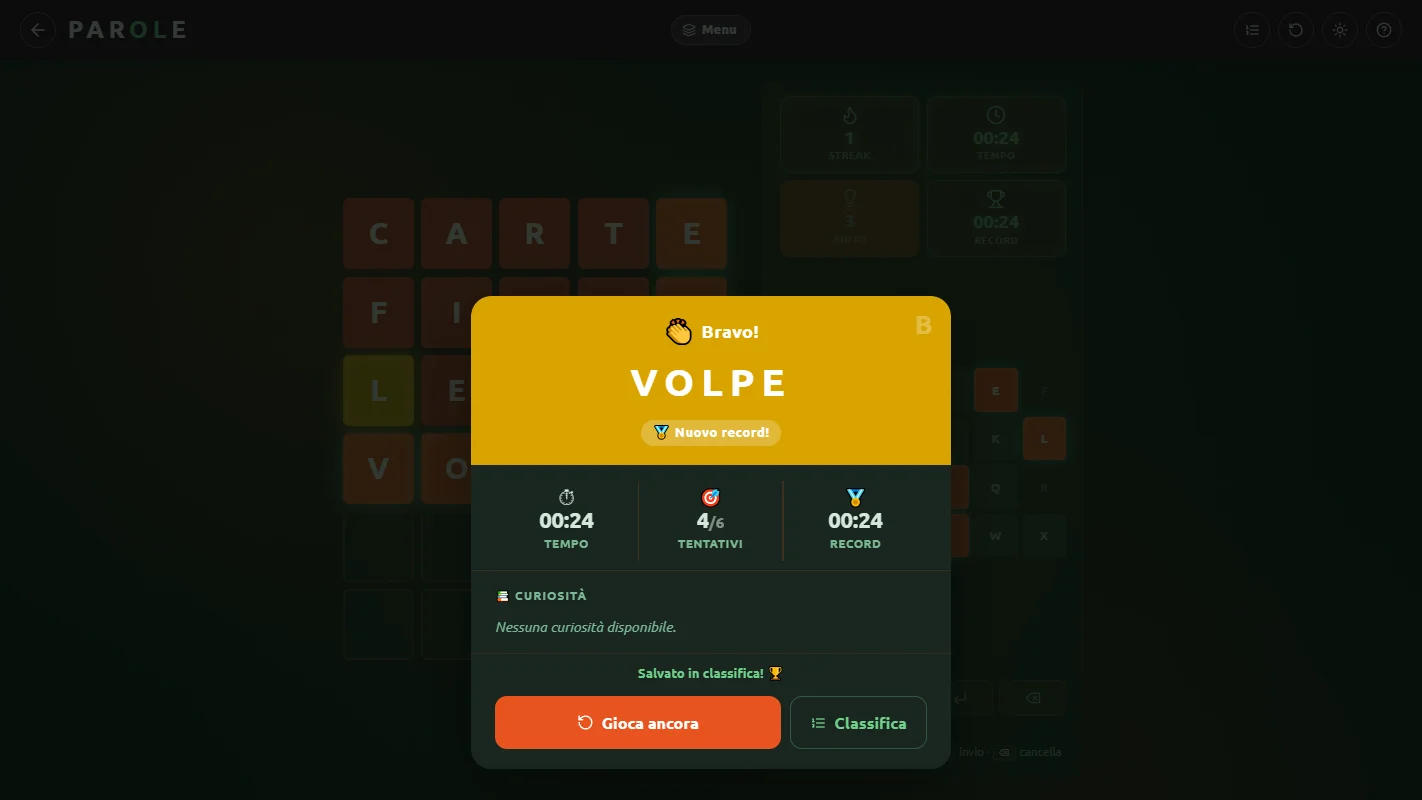 PAROLE
Menu
1
STREAK
00:24
TEMPO
3
00:24
RECORD
C A R T E
F I
L E
V O
E F
K L
Q R
W X
B
Bravo!
VOLPE
Nuovo record!
00:24
TEMPO
4/6
TENTATIVI
00:24
RECORD
CURIOSITÀ
Nessuna curiosità disponibile.
Salvato in classifica!
Gioca ancora
Classifica
invio · cancella